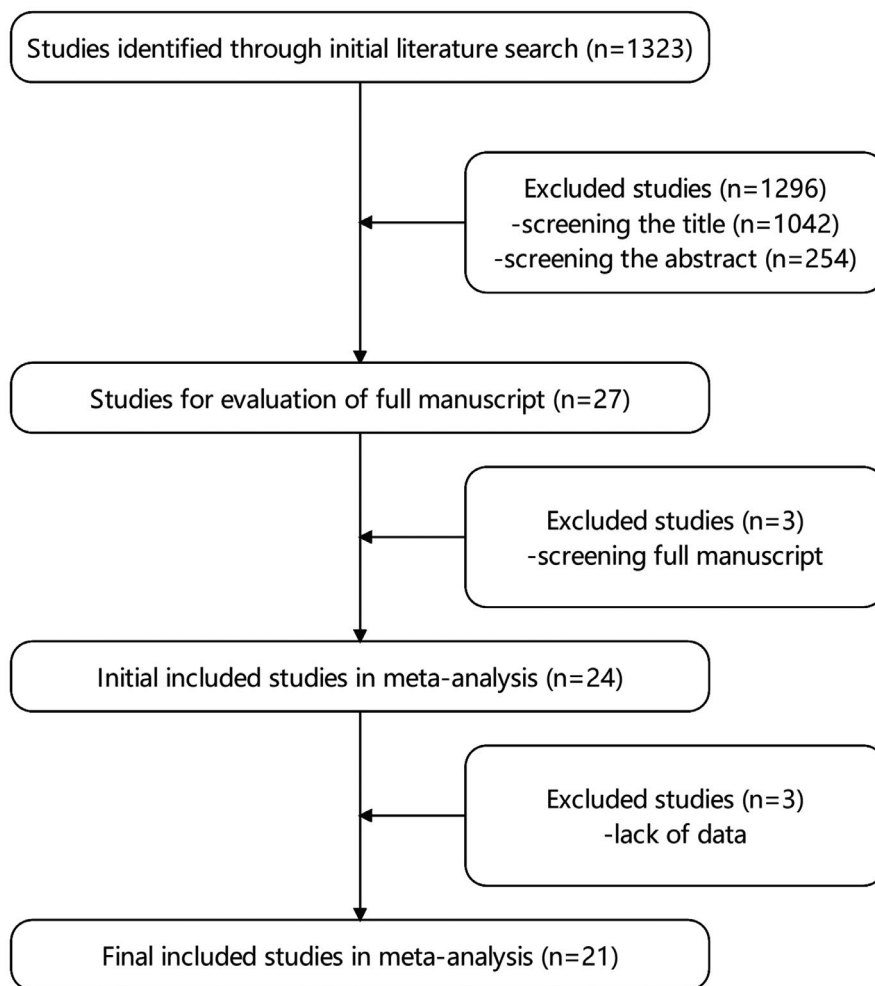 Studies identified through initial literature search (n=1323)
Excluded studies (n=1296)
-screening the title (n=1042)
-screening the abstract (n=254)
Studies for evaluation of full manuscript (n=27)
Excluded studies (n=3)
-screening full manuscript
Initial included studies in meta-analysis (n=24)
Excluded studies (n=3)
-lack of data
Final included studies in meta-analysis (n=21)